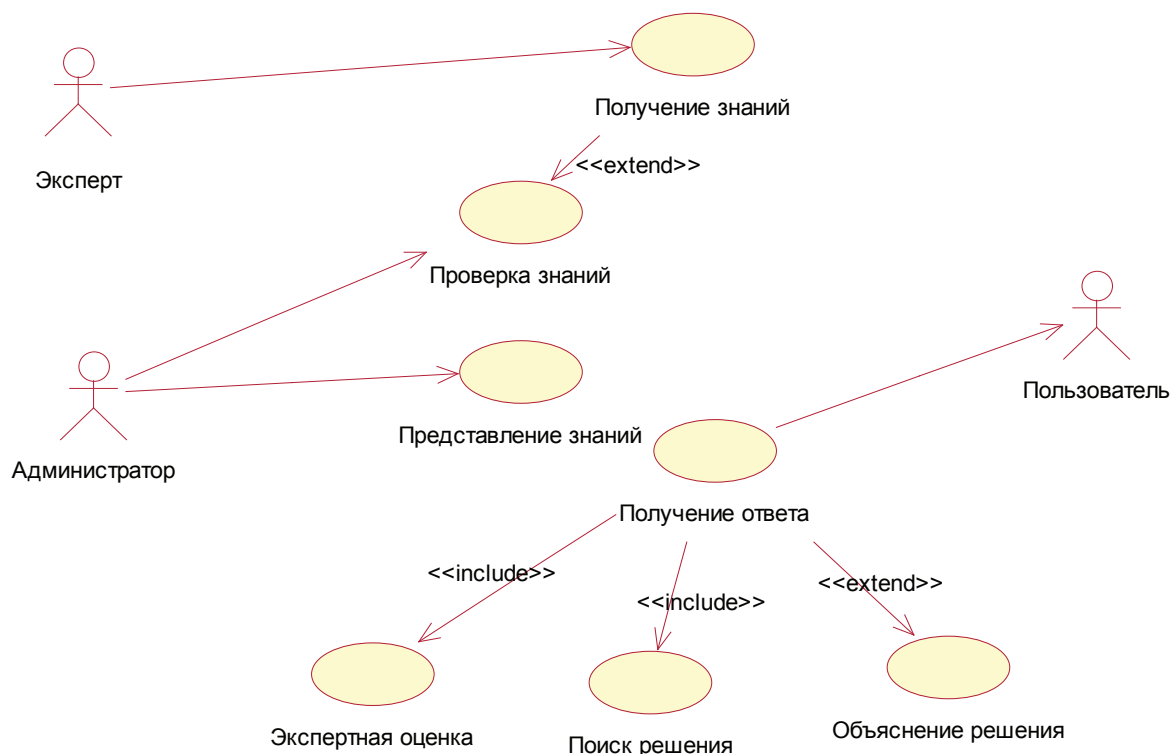 Получение знаний
<<extend>>
Эксперт
Проверка знаний
Пользователь
Представление знаний
Администратор
Получение ответа
<<include>>
<<include>>
<<extend>>
Экспертная оценка
Поиск решения
Объяснение решения